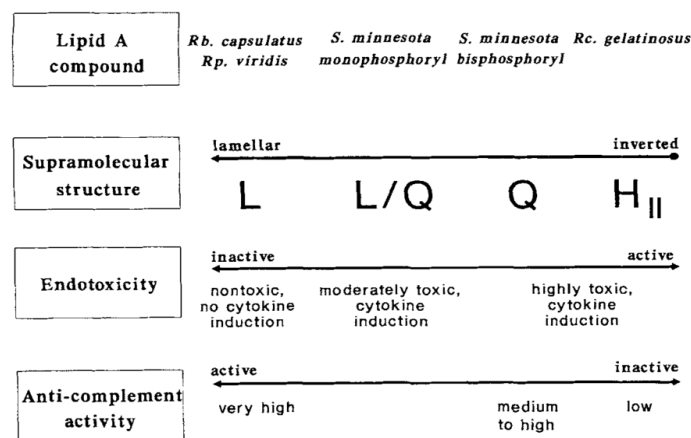 Lipid A
compound
Rb. capsulatus
Rp. viridis
S. minnesota
monophosphoryl
S. minnesota
bisphosphoryl
Rc. gelatinosus
Supramolecular
structure
lamellar
inverted
L
L/Q
Q
H II
Endotoxicity
inactive
active
nontoxic,
no cytokine
induction
moderately toxic,
cytokine
induction
highly toxic,
cytokine
induction
Anti-complement
activity
active
inactive
very high
medium
to high
low